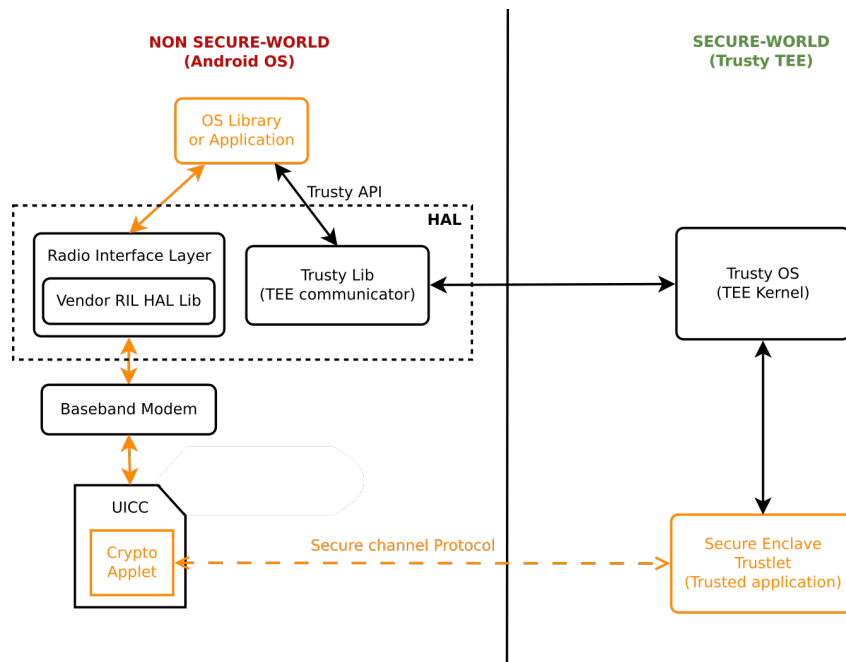 NON SECURE-WORLD
(Android OS)
SECURE-WORLD
(Trusty TEE)
OS Library
or Application
Trusty API
HAL
Radio Interface Layer
Vendor RIL HAL Lib
Trusty Lib
(TEE communicator)
Trusty OS
(TEE Kernel)
Baseband Modem
UICC
Crypto
Applet
Secure channel Protocol
Secure Enclave
Trustlet
(Trusted application)